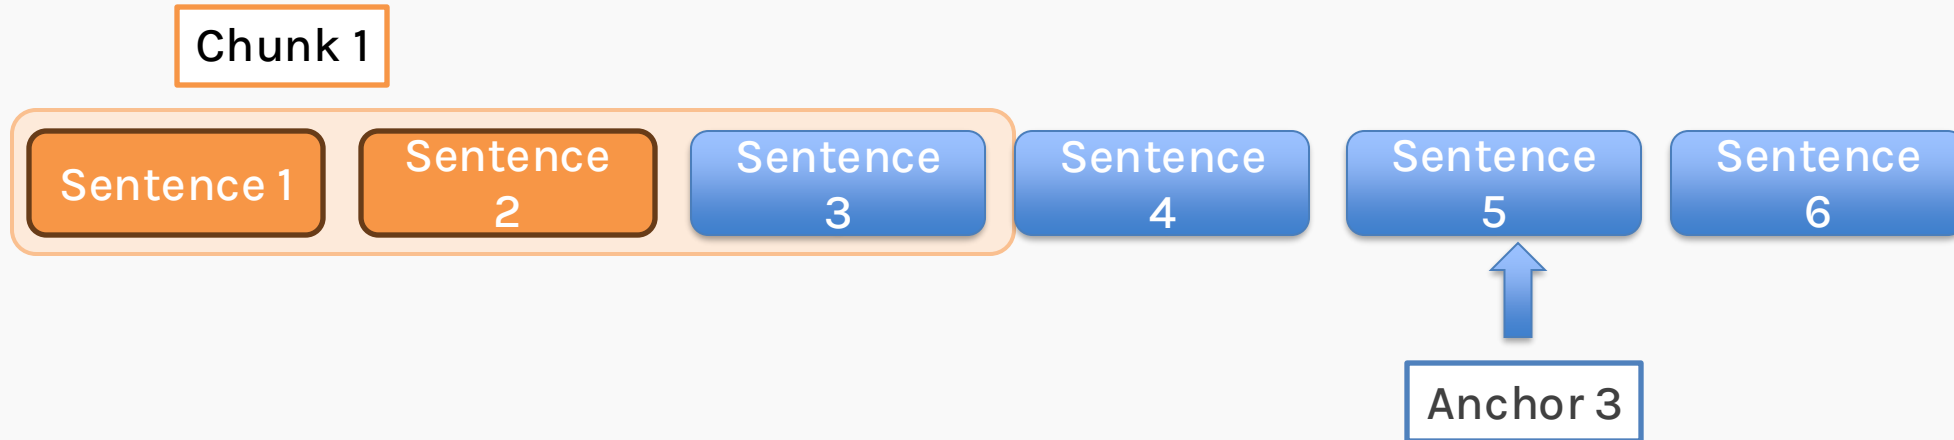 Chunk 1
Sentence 1
Sentence
2
Sentence
3
Sentence
4
Sentence
5
Sentence
6
Anchor 3